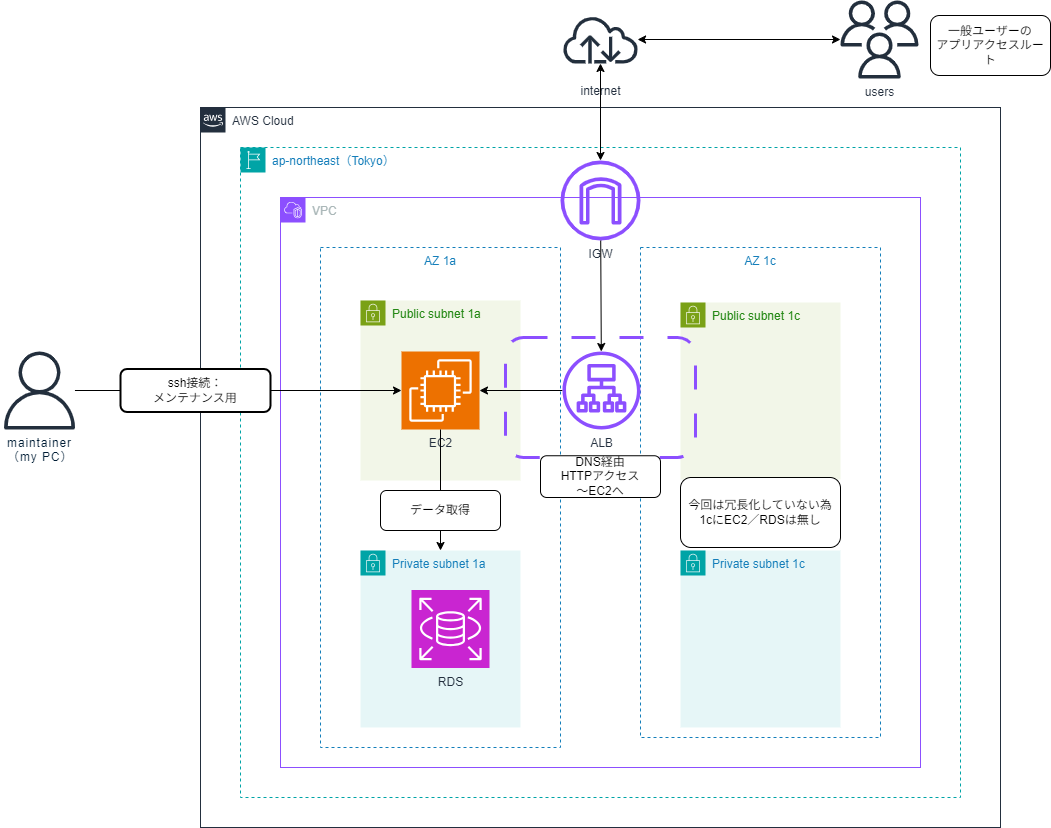 一般ユーザーの
アプリアクセスルー
ト
internet
users
aws
AWS Cloud
ap-northeast（Tokyo）
VPC
IGW
AZ 1a
AZ 1c
Public subnet 1a
Public subnet 1c
ssh接続：
メンテナンス用
maintainer
（my PC）
EC2
ALB
DNS経由
HTTPアクセス
～EC2へ
データ取得
今回は冗長化していない為
1cにEC2／RDSは無し
Private subnet 1a
Private subnet 1c
RDS